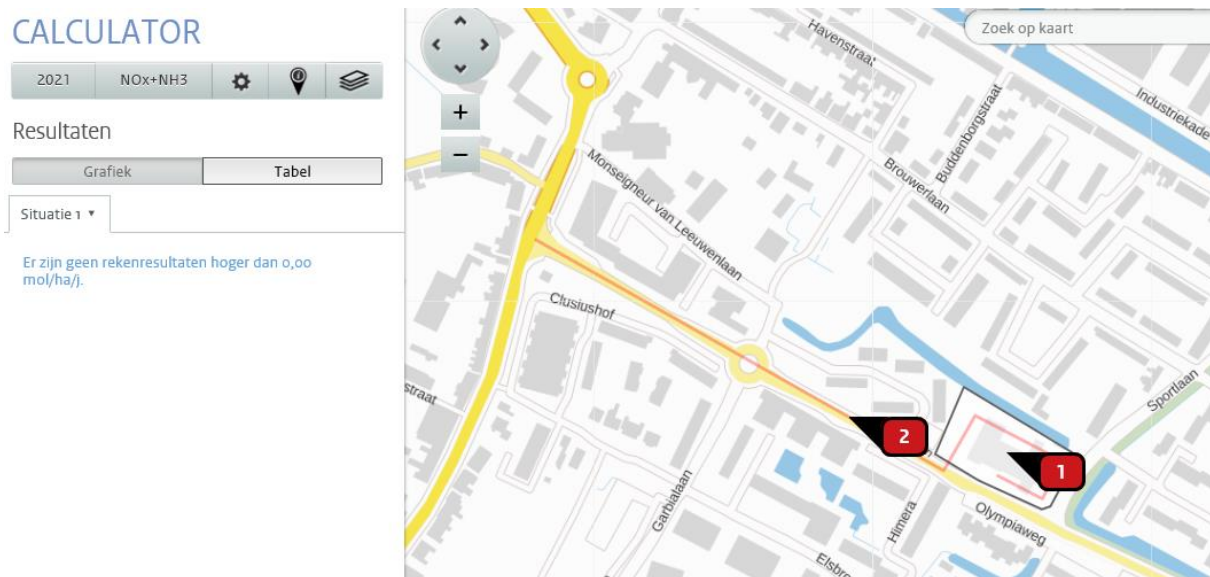 CALCULATOR
2021 NOx+NH3
Resultaten
Grafiek Tabel
Situatie 1
Er zijn geen rekenresultaten hoger dan 0,00
mol/ha/j.
Zoek op kaart
Havenstraat
Industriekade
Buddenborgstraat
Brouwerlaan
Monseigneur van Leeuwenlaan
Clusiushof
straat
Sportlaan
2
1
Garbialaan
Himera
Olympiaweg
Elsbro